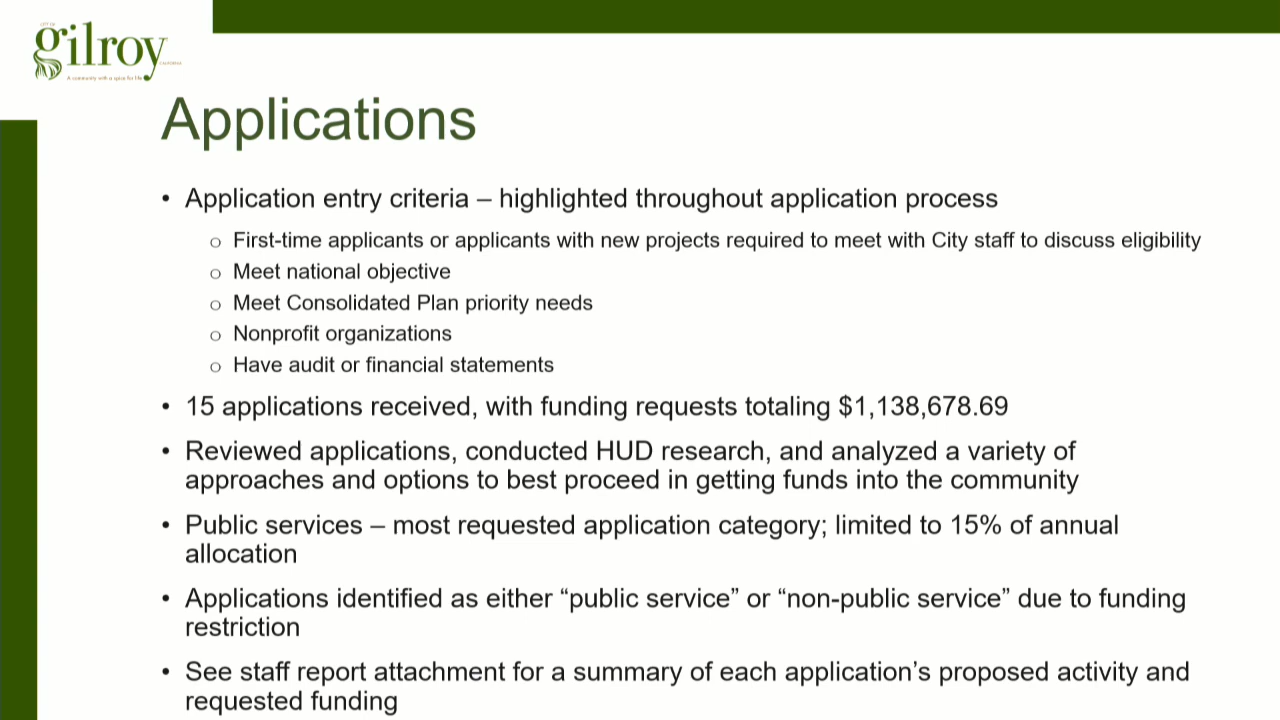 CITY OF
gilroy
CALIFORNIA
A community with a spice for life
Applications
• Application entry criteria – highlighted throughout application process
o First-time applicants or applicants with new projects required to meet with City staff to discuss eligibility
o Meet national objective
o Meet Consolidated Plan priority needs
o Nonprofit organizations
o Have audit or financial statements
• 15 applications received, with funding requests totaling $1,138,678.69
• Reviewed applications, conducted HUD research, and analyzed a variety of
approaches and options to best proceed in getting funds into the community
• Public services – most requested application category; limited to 15% of annual
allocation
• Applications identified as either “public service” or “non-public service” due to funding
restriction
• See staff report attachment for a summary of each application’s proposed activity and
requested funding